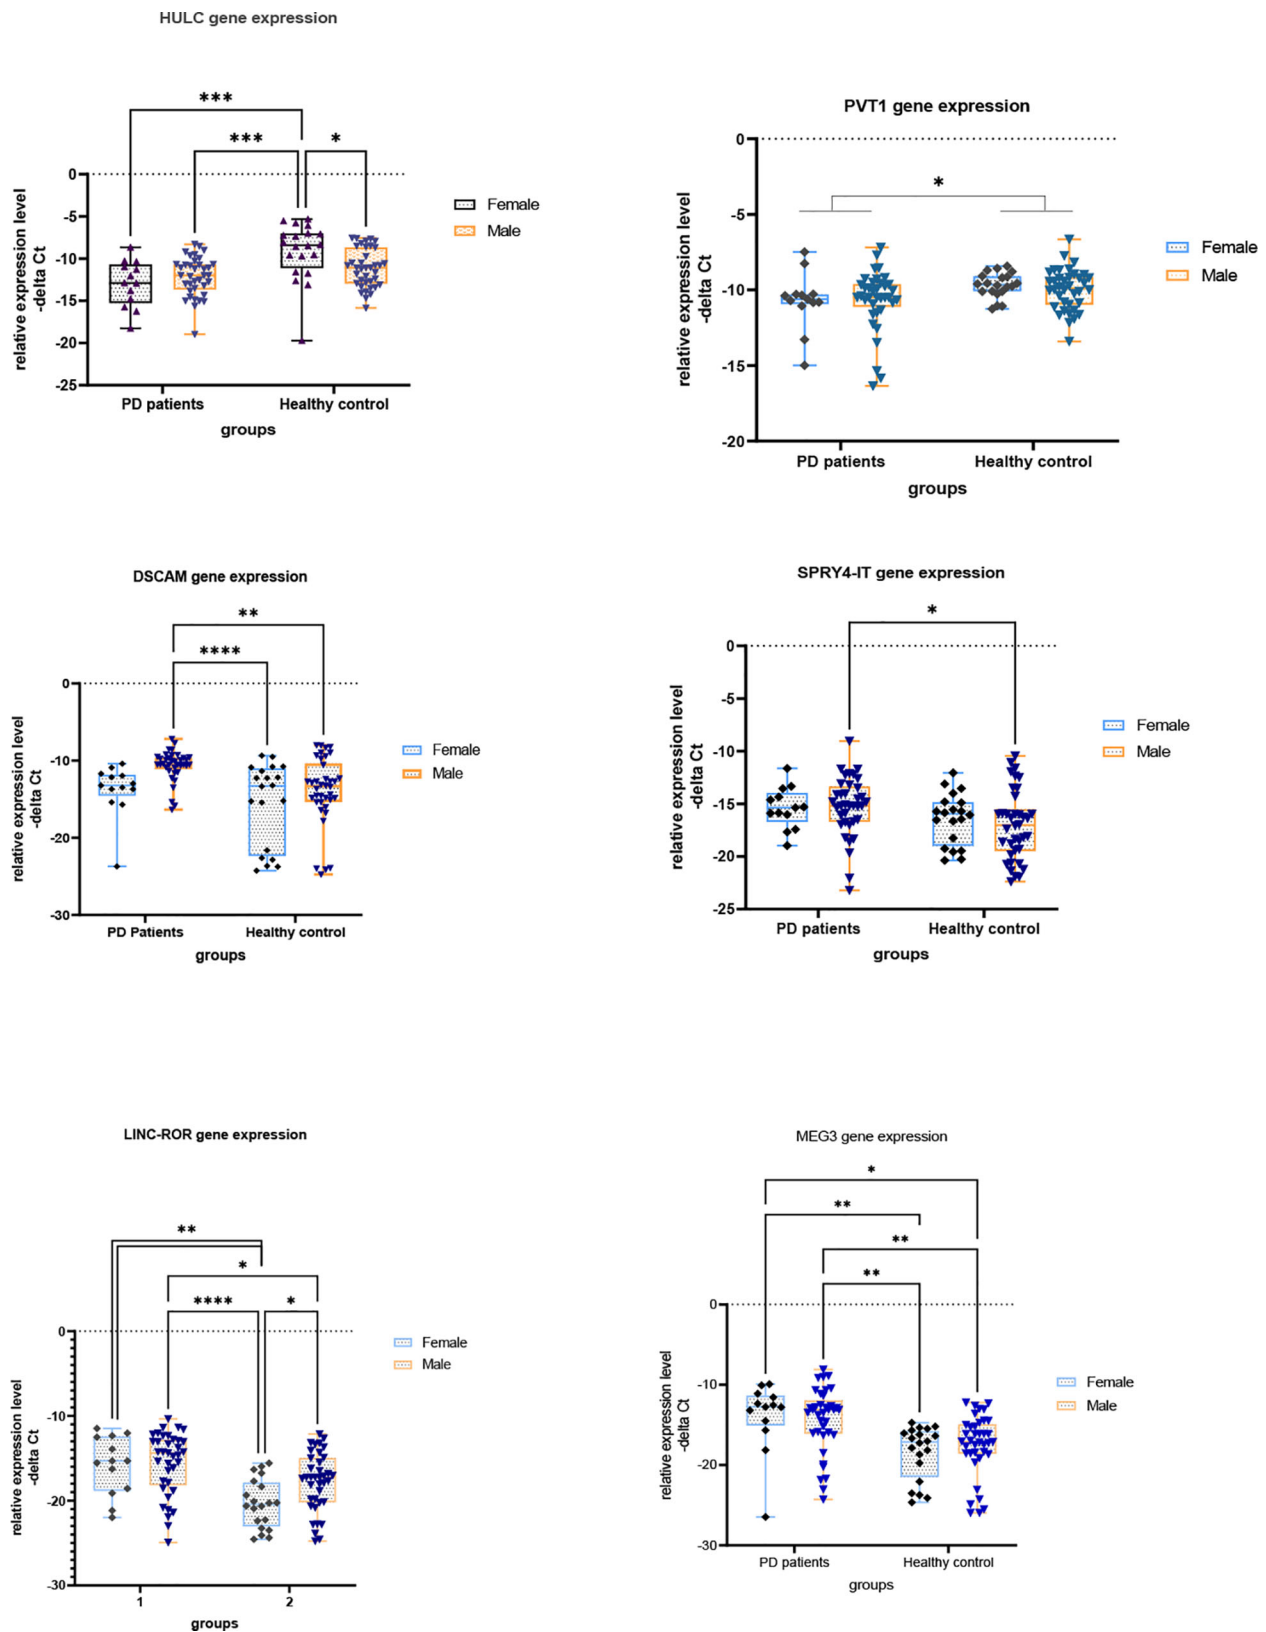 HULC gene expression
***
***
*
0
-5
-10
-15
-20
-25
relative expression level
-delta Ct
PD patients
Healthy control
groups
Female
Male
PVT1 gene expression
*
0
-5
-10
-15
-20
relative expression level
-delta Ct
PD patients
Healthy control
groups
Female
Male
DSCAM gene expression
**
****
0
-10
-20
-30
relative expression level
-delta Ct
PD Patients
Healthy control
groups
Female
Male
SPRY4-IT gene expression
*
0
-5
-10
-15
-20
-25
relative expression level
-delta Ct
PD patients
Healthy control
groups
Female
Male
LINC-ROR gene expression
**
*
****
*
0
-10
-20
-30
relative expression level
-delta Ct
1
2
groups
Female
Male
MEG3 gene expression
*
**
**
**
0
-10
-20
-30
relative expression level
-delta Ct
PD patients
Healthy control
groups
Female
Male